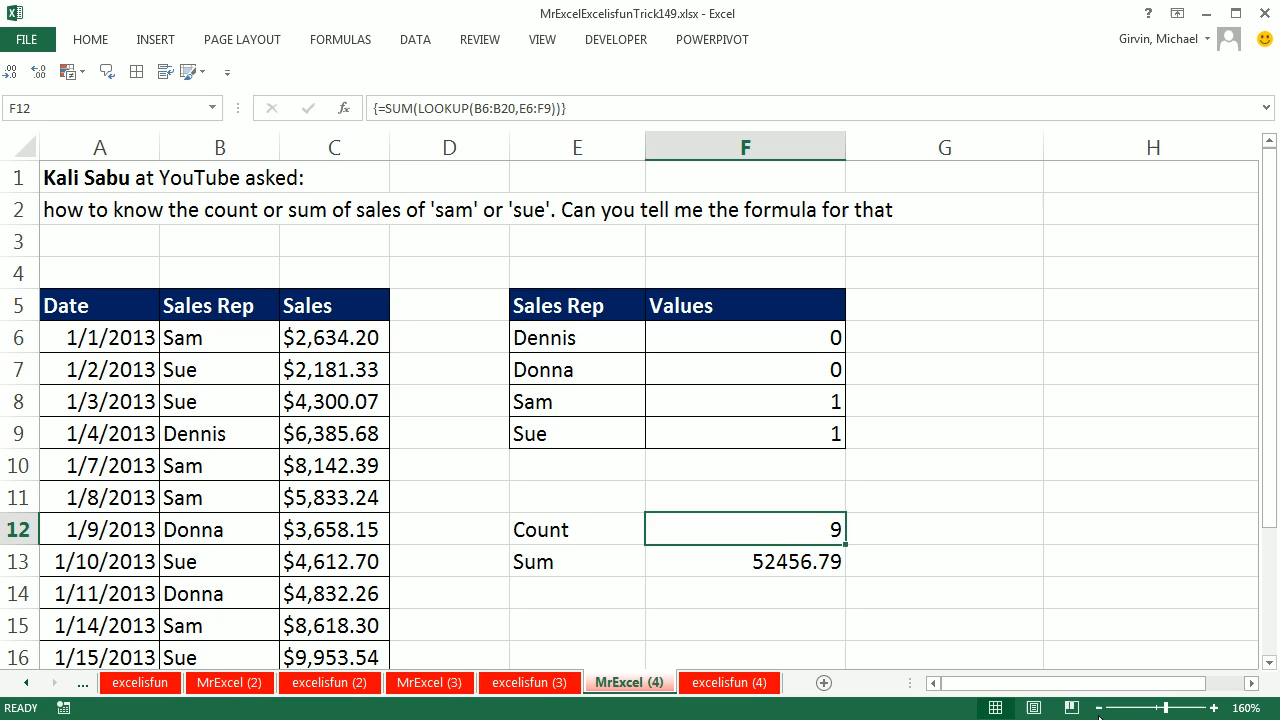 MrExcelExcelisfunTrick149.xlsx - Excel
?
FILE HOME INSERT PAGE LAYOUT FORMULAS DATA REVIEW VIEW DEVELOPER POWERPIVOT Girvin, Michael
F12 fx {=SUM(LOOKUP(B6:B20,E6:F9))}
A B C D E F G H
1 Kali Sabu at YouTube asked:
2 how to know the count or sum of sales of 'sam' or 'sue'. Can you tell me the formula for that
3
4
5 Date Sales Rep Sales Sales Rep Values
6 1/1/2013 Sam $2,634.20 Dennis 0
7 1/2/2013 Sue $2,181.33 Donna 0
8 1/3/2013 Sue $4,300.07 Sam 1
9 1/4/2013 Dennis $6,385.68 Sue 1
10 1/7/2013 Sam $8,142.39
11 1/8/2013 Sam $5,833.24
12 1/9/2013 Donna $3,658.15 Count 9
13 1/10/2013 Sue $4,612.70 Sum 52456.79
14 1/11/2013 Donna $4,832.26
15 1/14/2013 Sam $8,618.30
16 1/15/2013 Sue $9,953.54
... excelisfun MrExcel (2) excelisfun (2) MrExcel (3) excelisfun (3) MrExcel (4) excelisfun (4)
READY 160%